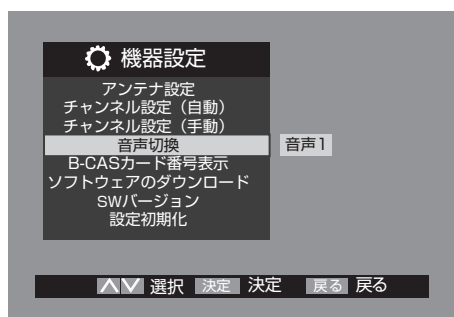 機器設定
アンテナ設定
チャンネル設定（自動）
チャンネル設定（手動）
音声切換 音声1
B-CASカード番号表示
ソフトウェアのダウンロード
SWバージョン
設定初期化
選択 決定 決定 戻る 戻る